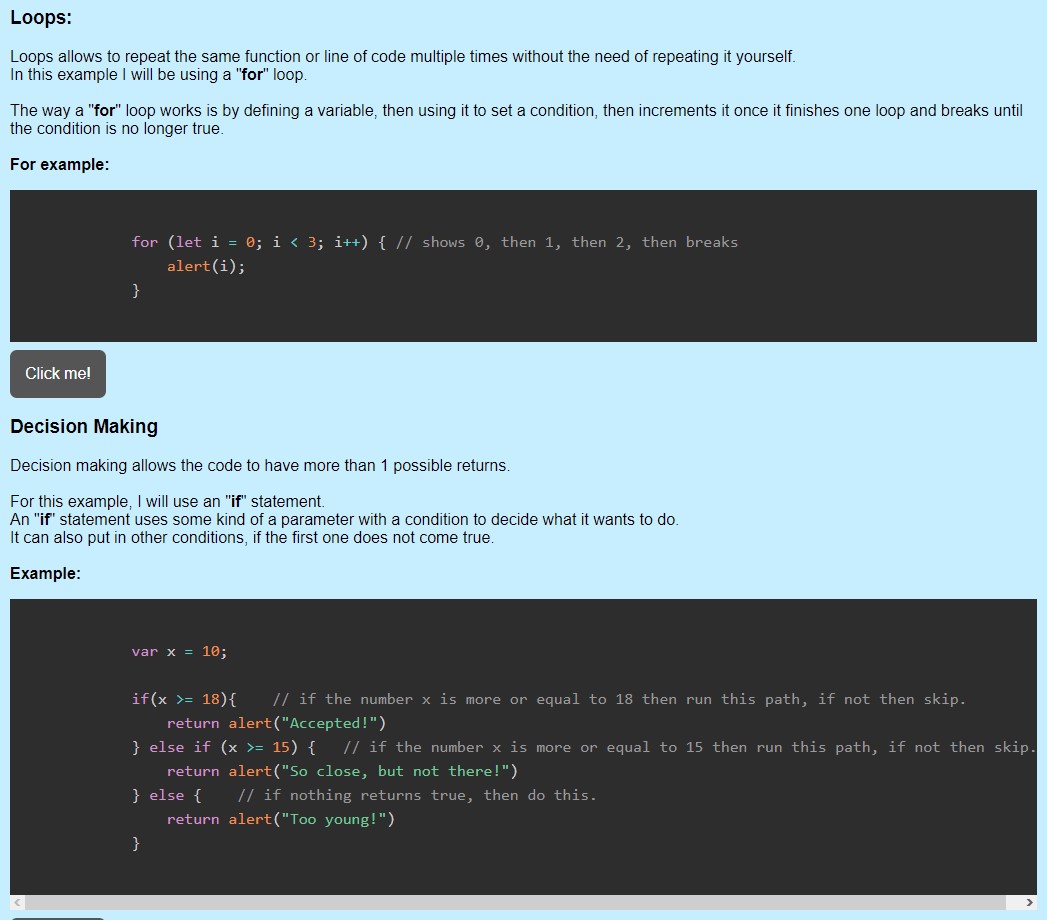 Loops:
Loops allows to repeat the same function or line of code multiple times without the need of repeating it yourself.
In this example I will be using a "for" loop.
The way a "for" loop works is by defining a variable, then using it to set a condition, then increments it once it finishes one loop and breaks until
the condition is no longer true.
For example:
for (let i = 0; i < 3; i++) { // shows 0, then 1, then 2, then breaks
    alert(i);
}
Click me!
Decision Making
Decision making allows the code to have more than 1 possible returns.
For this example, I will use an "if" statement.
An "if" statement uses some kind of a parameter with a condition to decide what it wants to do.
It can also put in other conditions, if the first one does not come true.
Example:
var x = 10;
if(x >= 18){    // if the number x is more or equal to 18 then run this path, if not then skip.
    return alert("Accepted!")
} else if (x >= 15) {   // if the number x is more or equal to 15 then run this path, if not then skip.
    return alert("So close, but not there!")
} else {    // if nothing returns true, then do this.
    return alert("Too young!")
}